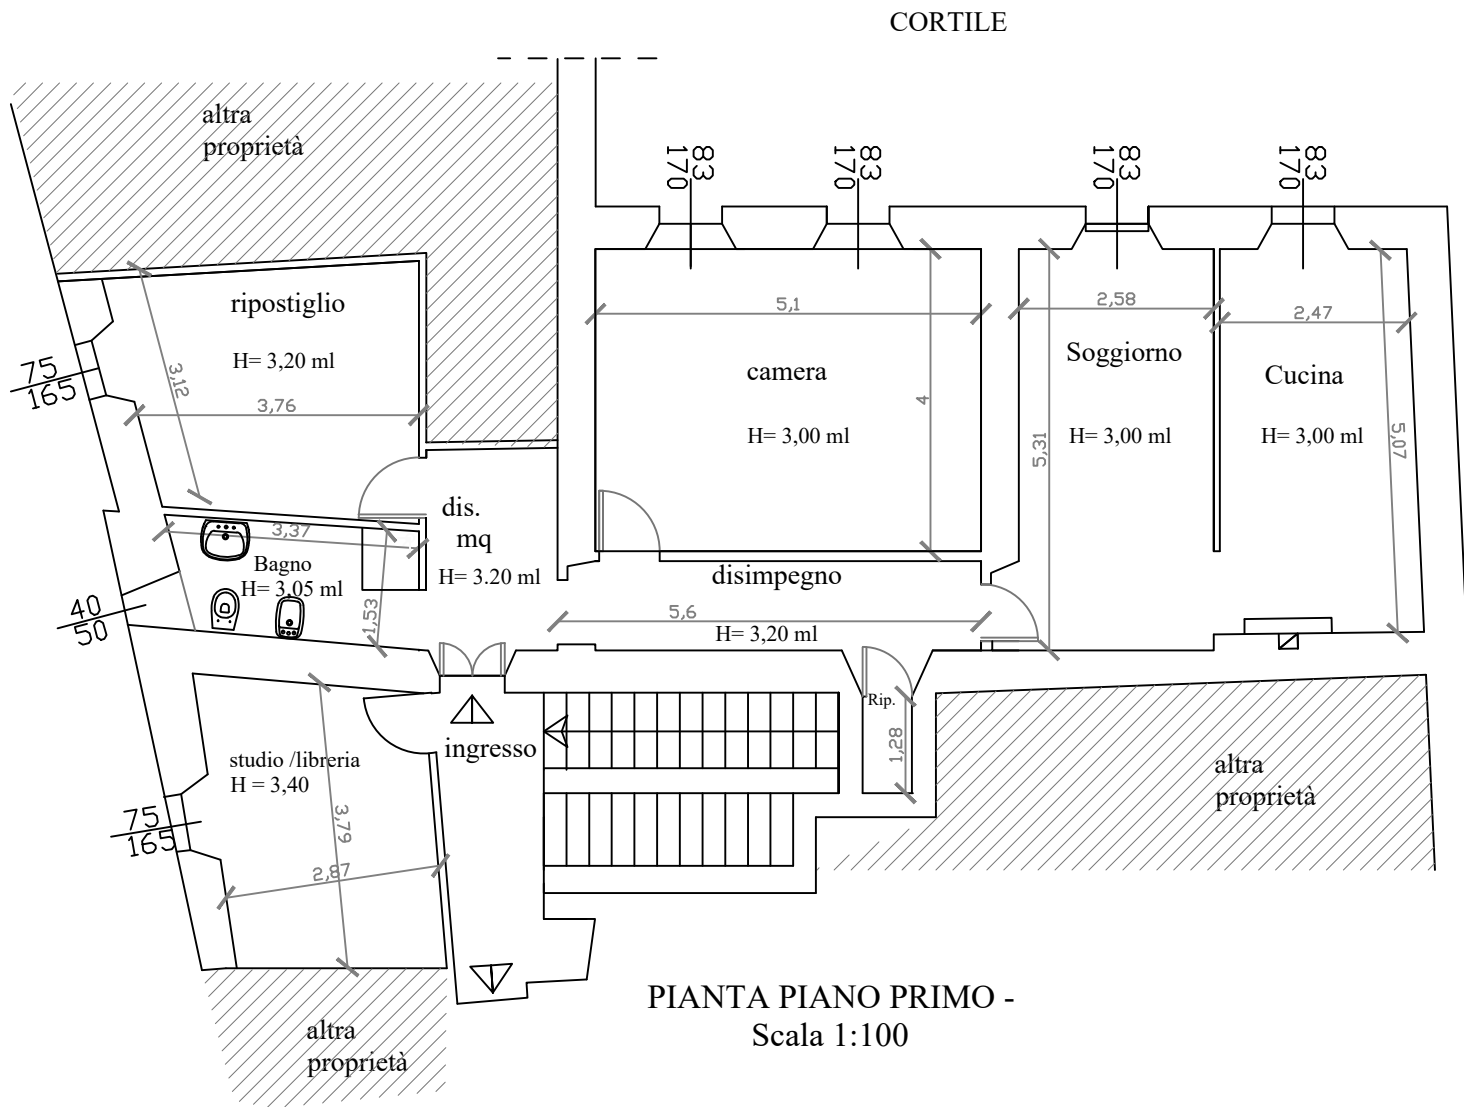 CORTILE
altra
proprietà
83
170
83
170
83
170
83
170
ripostiglio
H= 3,20 ml
75
165
3,12
3,76
5,1
camera
4
H= 3,00 ml
2,58
Soggiorno
H= 3,00 ml
5,31
2,47
Cucina
H= 3,00 ml
5,07
dis.
mq
H= 3.20 ml
3,37
Bagno
H= 3,05 ml
1,53
40
50
disimpegno
5,6
H= 3,20 ml
Rip.
1,28
ingresso
studio /libreria
H = 3,40
3,79
2,87
75
165
altra
proprietà
altra
proprietà
PIANTA PIANO PRIMO -
Scala 1:100